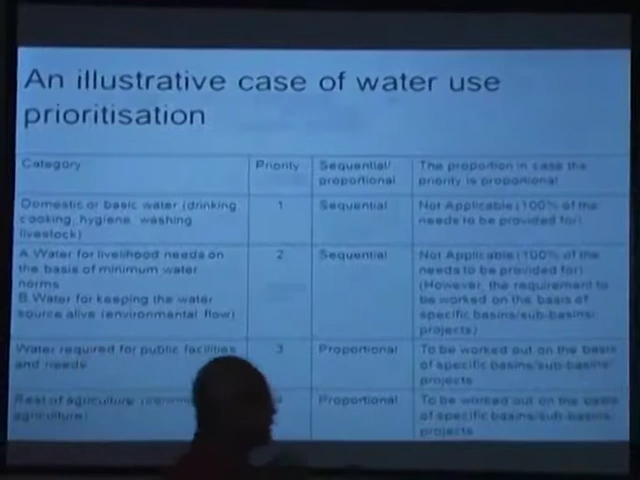 An illustrative case of water use
prioritisation
Category
Priority
Sequential/
proportional
The proportion in case the
priority is proportional
Domestic or basic water (drinking
cooking, hygiene, washing
livestock)
1
Sequential
Not Applicable (100% of the
needs to be provided for)
A.Water for livelihood needs on
the basis of minimum water
norms
B.Water for keeping the water
source alive (environmental flow)
2
Sequential
Not Applicable (100% of the
needs to be provided for)
(However, the requirement to
be worked on the basis of
specific basins/sub-basins/
projects)
Water required for public facilities
and needs
3
Proportional
To be worked out on the basis
of specific basins/sub-basins/
projects
Rest of agriculture
agriculture)
Proportional
To be worked out on the basis
of specific basins/sub-basins/
projects